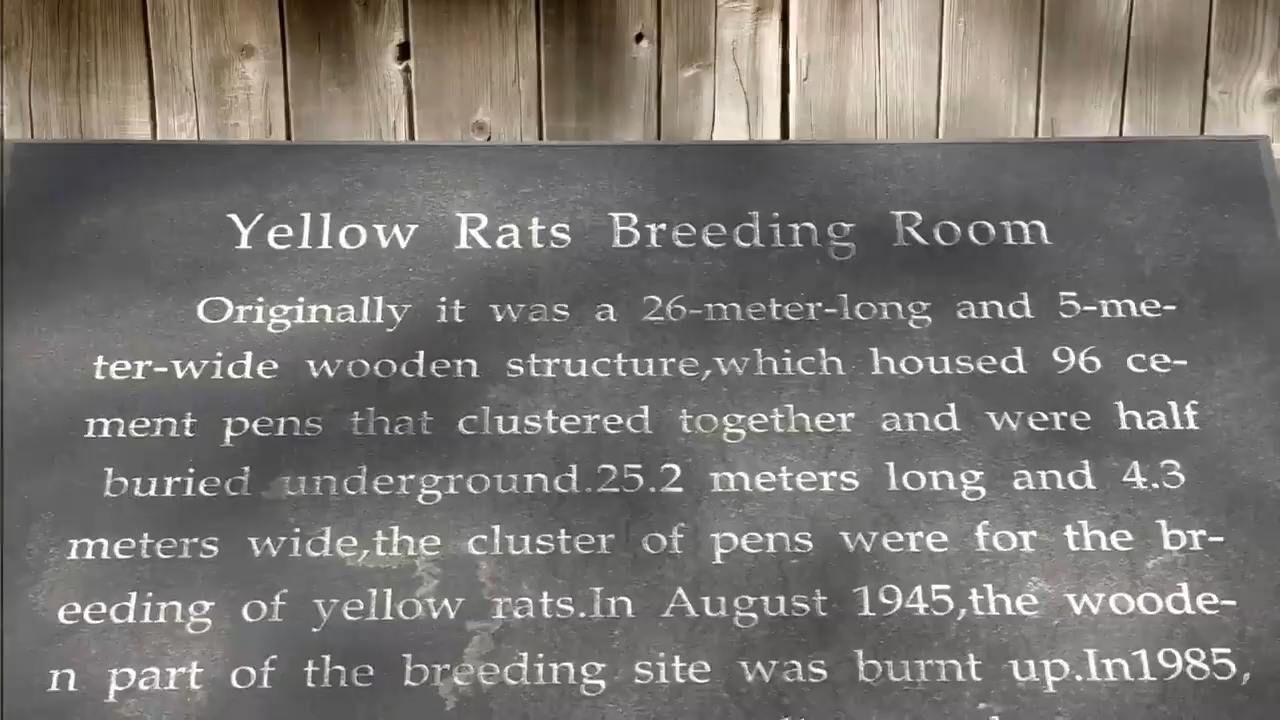 Yellow Rats Breeding Room
Originally it was a 26-meter-long and 5-me-
ter-wide wooden structure,which housed 96 ce-
ment pens that clustered together and were half
buried underground.25.2 meters long and 4.3
meters wide,the cluster of pens were for the br-
eeding of yellow rats.In August 1945,the woode-
n part of the breeding site was burnt up.In1985,